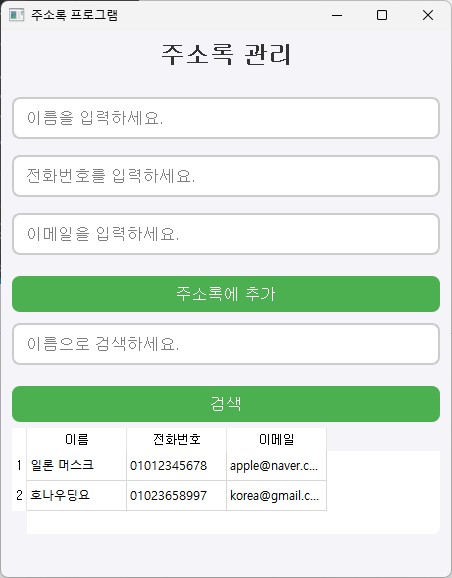 주소록 프로그램
주소록 관리
이름을 입력하세요.
전화번호를 입력하세요.
이메일을 입력하세요.
주소록에 추가
이름으로 검색하세요.
검색
이름 전화번호 이메일
1 일론 머스크 01012345678 apple@naver.c...
2 호나우딩요 01023658997 korea@gmail.c...